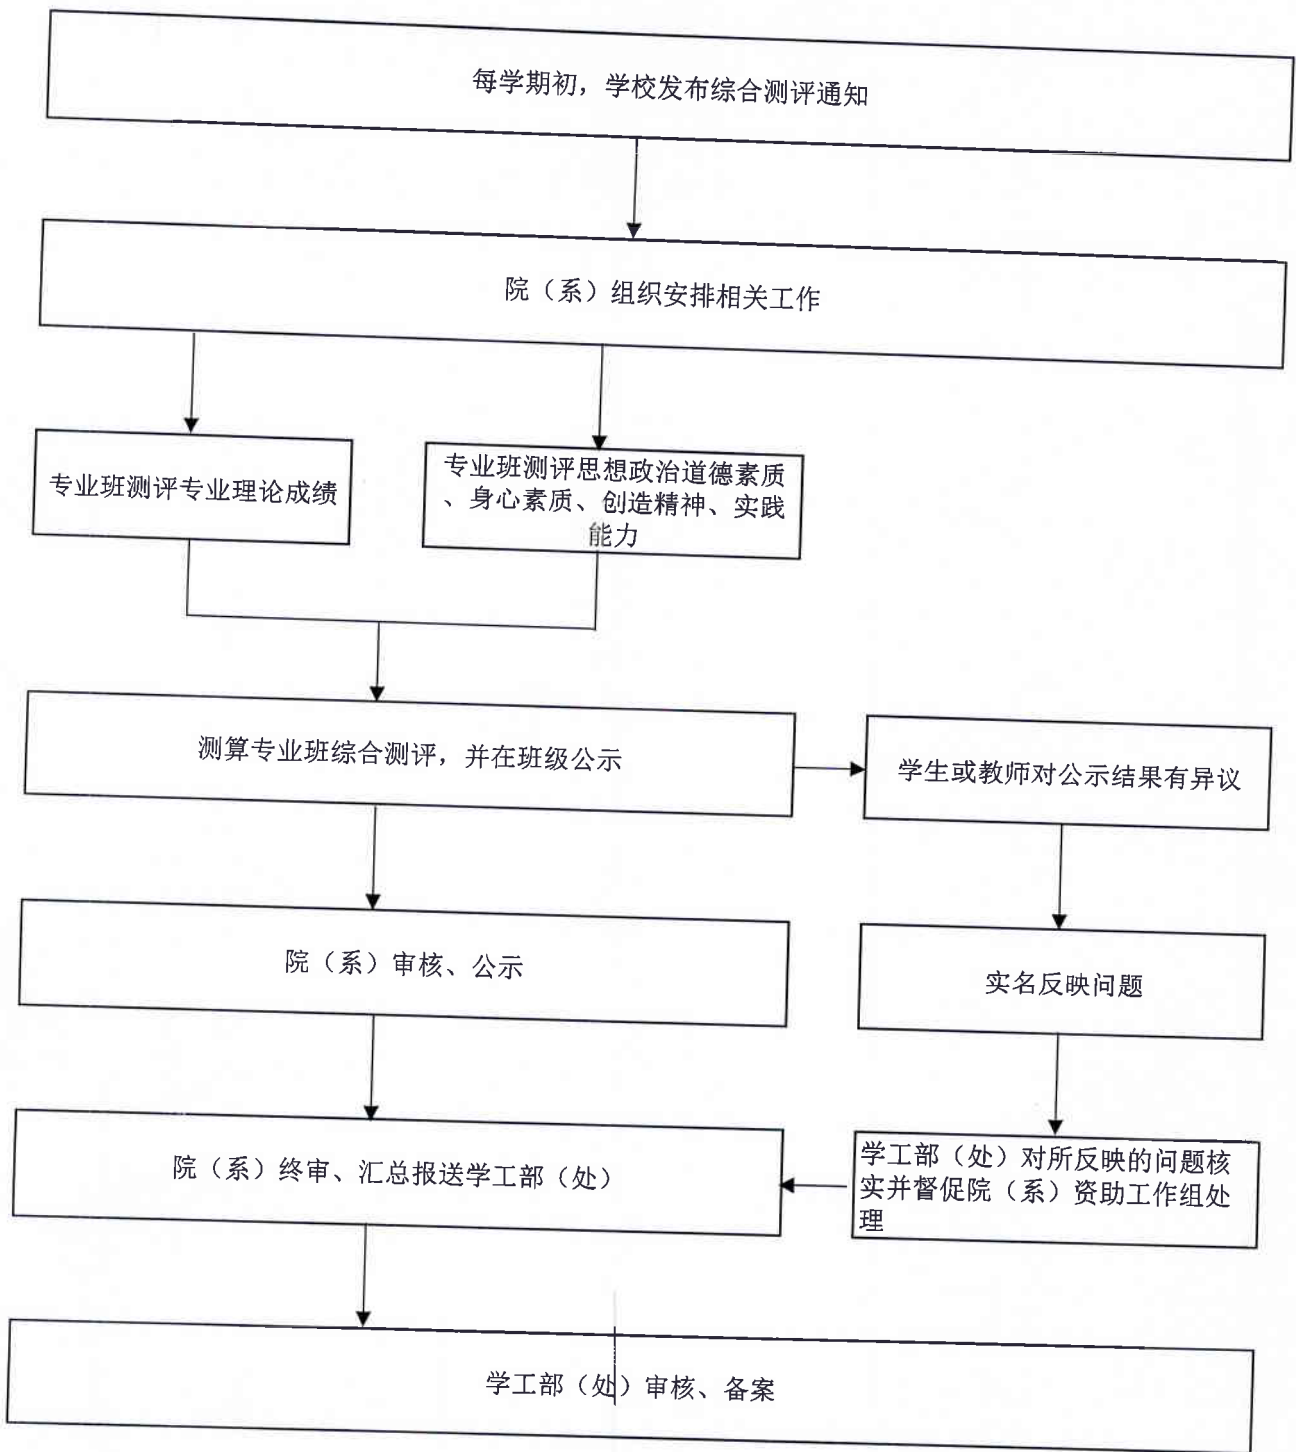 每学期初，学校发布综合测评通知
院（系）组织安排相关工作
专业班测评专业理论成绩
专业班测评思想政治道德素质
、身心素质、创造精神、实践
能力
测算专业班综合测评，并在班级公示
学生或教师对公示结果有异议
院（系）审核、公示
实名反映问题
院（系）终审、汇总报送学工部（处）
学工部（处）对所反映的问题核
实并督促院（系）资助工作组处
理
学工部（处）审核、备案